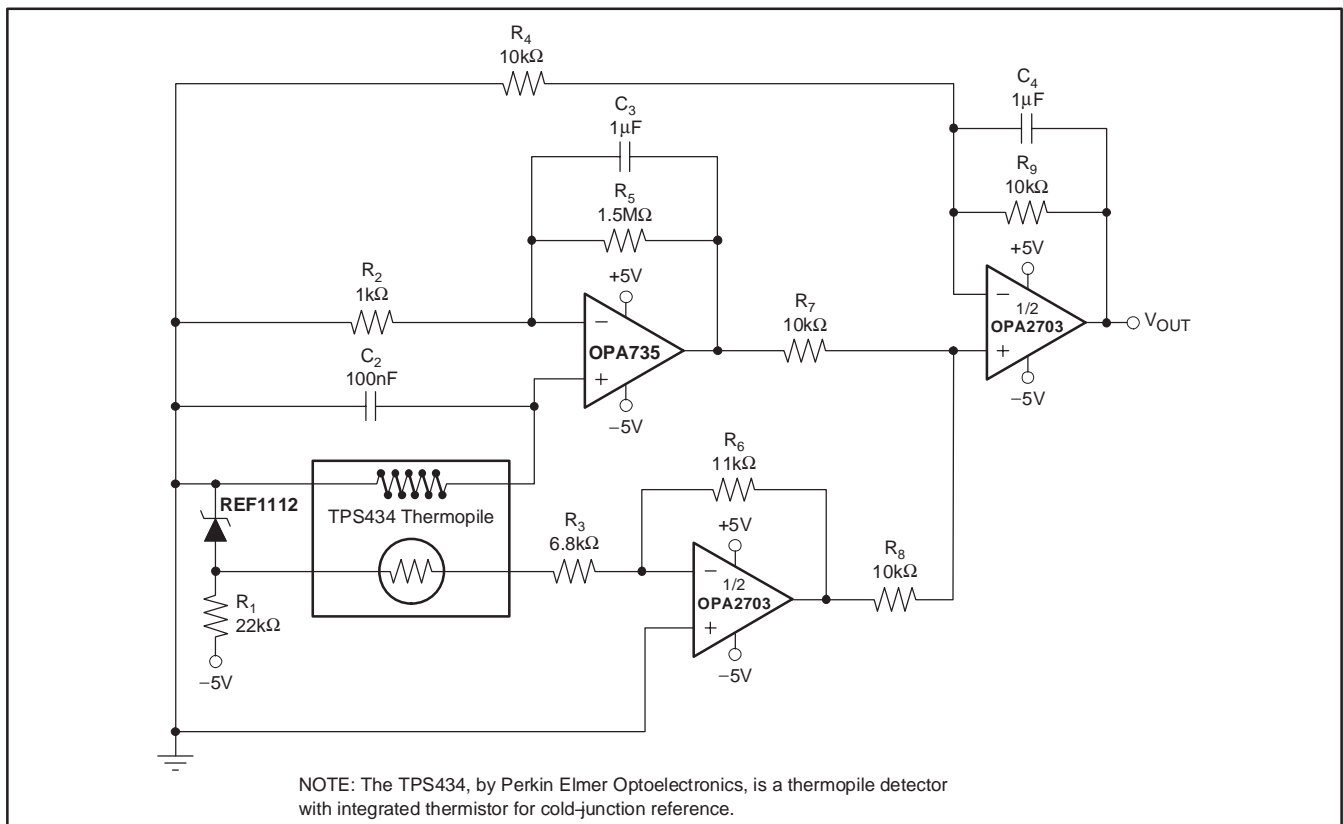 R4
10kΩ
C4
1μF
C3
1μF
R5
1.5MΩ
R9
10kΩ
R2
1kΩ
+5V
−
OPA735
+
−5V
R7
10kΩ
+5V
−
1/2
OPA2703
+
−5V
VOUT
C2
100nF
REF1112
TPS434 Thermopile
R1
22kΩ
−5V
R3
6.8kΩ
R6
11kΩ
+5V
−
1/2
OPA2703
+
−5V
R8
10kΩ
NOTE: The TPS434, by Perkin Elmer Optoelectronics, is a thermopile detector
with integrated thermistor for cold–junction reference.